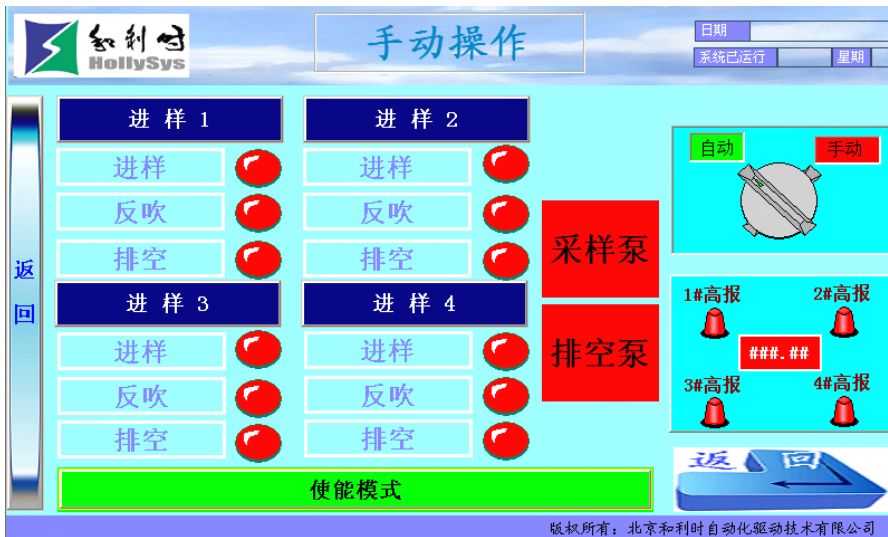 和利时
HollySys
手动操作
日期
系统已运行 星期
返回
进样 1
进样
反吹
排空
进样 2
进样
反吹
排空
进样 3
进样
反吹
排空
进样 4
进样
反吹
排空
采样泵
排空泵
使能模式
自动 手动
1#高报 2#高报
###.##
3#高报 4#高报
返回
版权所有：北京和利时自动化驱动技术有限公司